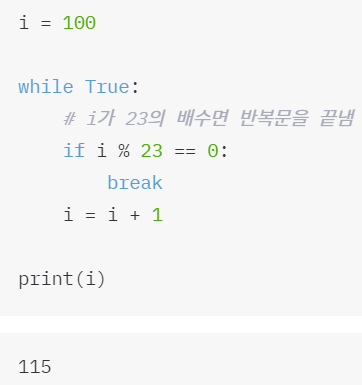 i = 100
while True:
# i가 23의 배수면 반복문을 끝냄
if i % 23 == 0:
break
i = i + 1
print(i)
115